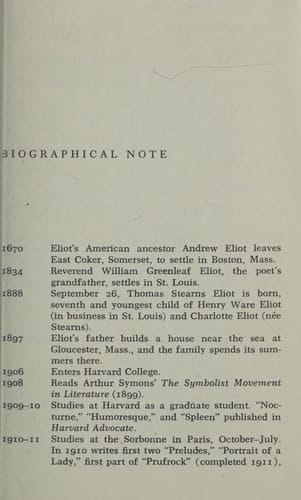 BIOGRAPHICAL NOTE
1670 Eliot's American ancestor Andrew Eliot leaves
East Coker, Somerset, to settle in Boston, Mass.
1834 Reverend William Greenleaf Eliot, the poet's
grandfather, settles in St. Louis.
1888 September 26, Thomas Stearns Eliot is born,
seventh and youngest child of Henry Ware Eliot
(in business in St. Louis) and Charlotte Eliot (née
Stearns).
1897 Eliot's father builds a house near the sea at
Gloucester, Mass., and the family spends its sum-
mers there.
1906 Enters Harvard College.
1908 Reads Arthur Symons' The Symbolist Movement
in Literature (1899).
1909–10 Studies at Harvard as a graduate student. "Noc-
turne," "Humoresque," and "Spleen" published in
Harvard Advocate.
1910–11 Studies at the Sorbonne in Paris, October–July.
In 1910 writes first two "Preludes," "Portrait of a
Lady," first part of "Prufrock" (completed 1911),